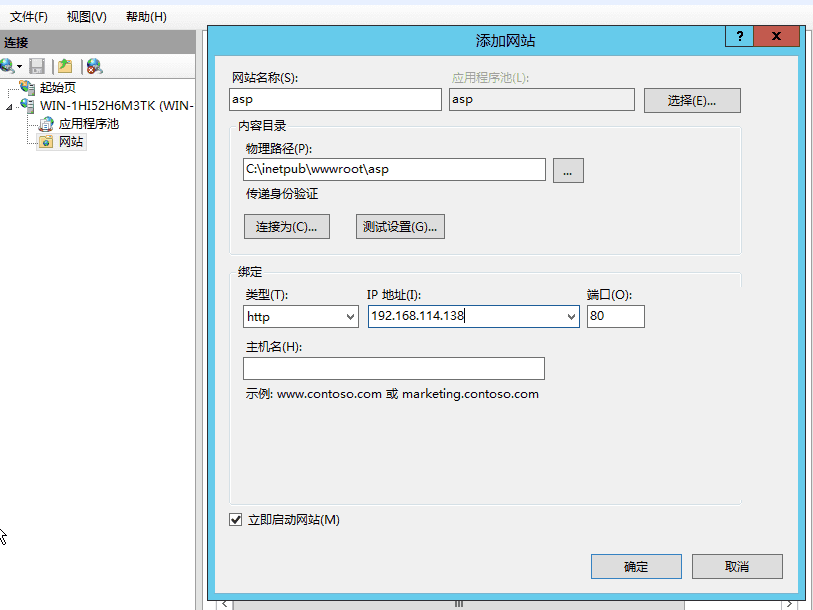 文件(F) 视图(V) 帮助(H)
连接
起始页
WIN-1HI52H6M3TK (WIN-
应用程序池
网站
添加网站
?
x
网站名称(S):
应用程序池(L):
asp
asp
选择(E)...
内容目录
物理路径(P):
C:\inetpub\wwwroot\asp
...
传递身份验证
连接为(C)...
测试设置(G)...
绑定
类型(T):
IP 地址(I):
端口(O):
http
192.168.114.138
80
主机名(H):
示例: www.contoso.com 或 marketing.contoso.com
立即启动网站(M)
确定
取消